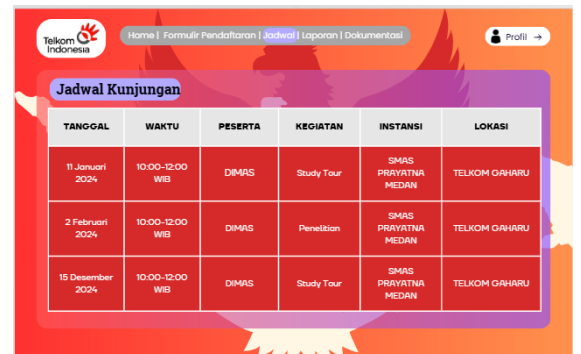 Telkom
Indonesia
Home | Formulir Pendaftaran | Jadwal | Laporan | Dokumentasi
Profil →
Jadwal Kunjungan
TANGGAL WAKTU PESERTA KEGIATAN INSTANSI LOKASI
11 Januari
2024
10:00-12:00
WIB
DIMAS
Study Tour
SMAS
PRAYATNA
MEDAN
TELKOM GAHARU
2 Februari
2024
10:00-12:00
WIB
DIMAS
Penelitian
SMAS
PRAYATNA
MEDAN
TELKOM GAHARU
15 Desember
2024
10:00-12:00
WIB
DIMAS
Study Tour
SMAS
PRAYATNA
MEDAN
TELKOM GAHARU